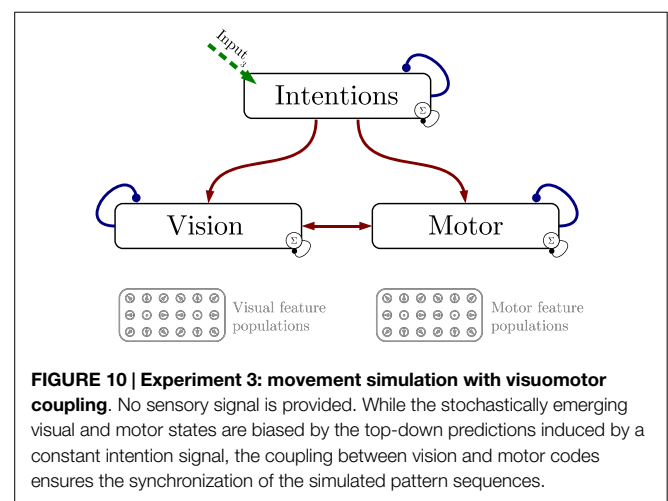 Input₃
Intentions
Σ
Vision
Σ
Motor
Σ
Visual feature
populations
Motor feature
populations
FIGURE 10 | Experiment 3: movement simulation with visuomotor
coupling. No sensory signal is provided. While the stochastically emerging
visual and motor states are biased by the top-down predictions induced by a
constant intention signal, the coupling between vision and motor codes
ensures the synchronization of the simulated pattern sequences.